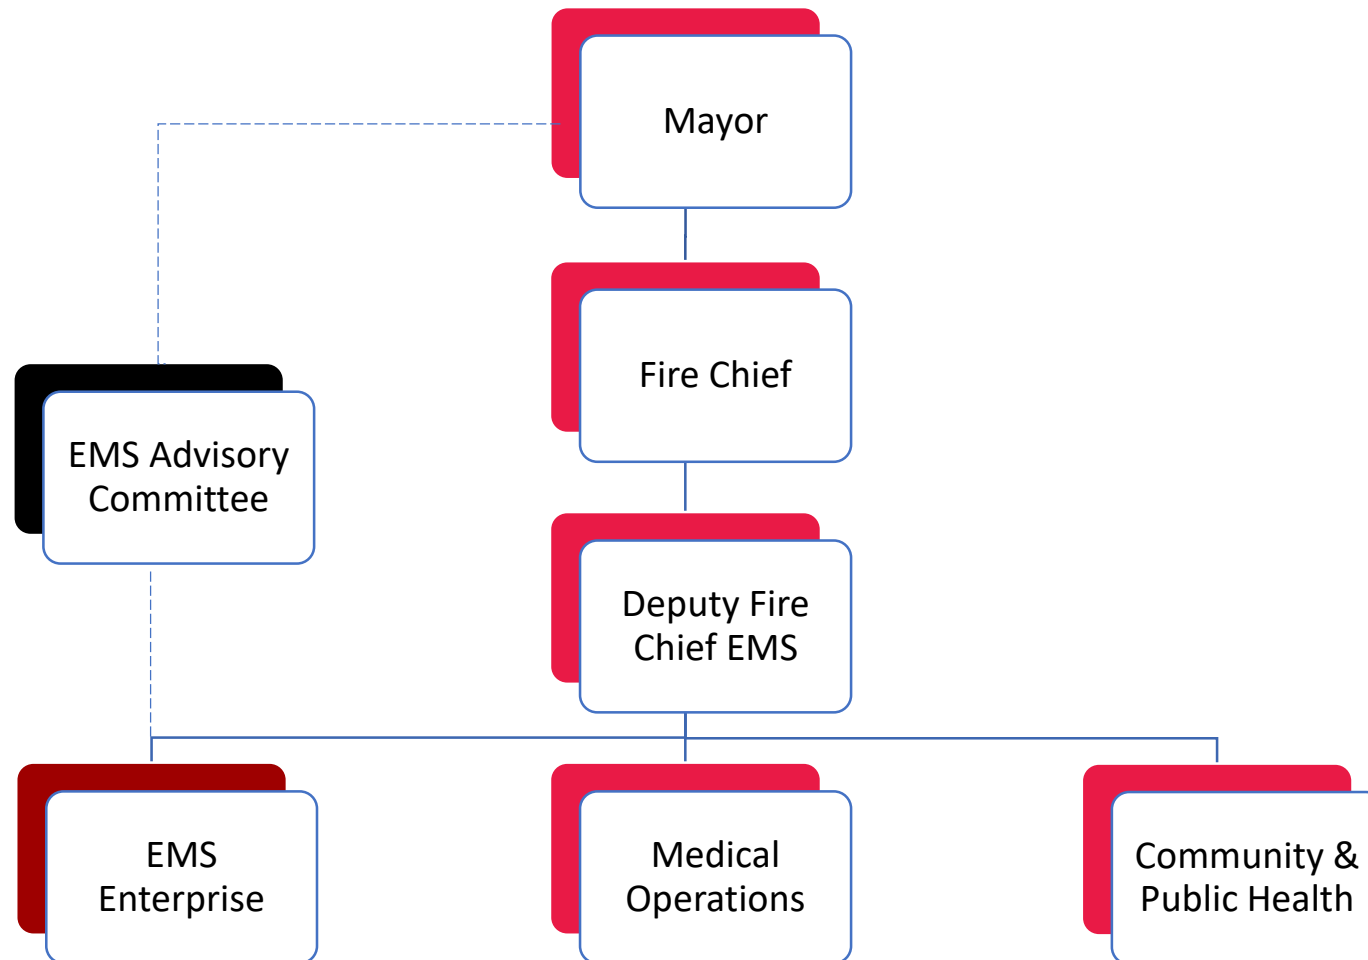 Mayor
Fire Chief
EMS Advisory
Committee
Deputy Fire
Chief EMS
EMS
Enterprise
Medical
Operations
Community &
Public Health